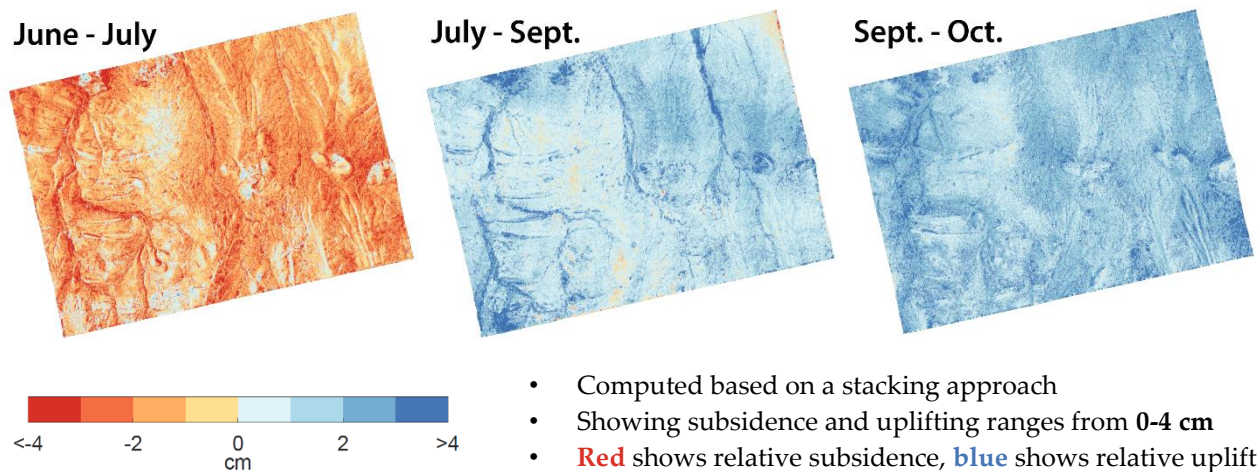 June - July
July - Sept.
Sept. - Oct.
<-4 -2 0 2 >4
cm
• Computed based on a stacking approach
• Showing subsidence and uplifting ranges from 0-4 cm
• Red shows relative subsidence, blue shows relative uplift